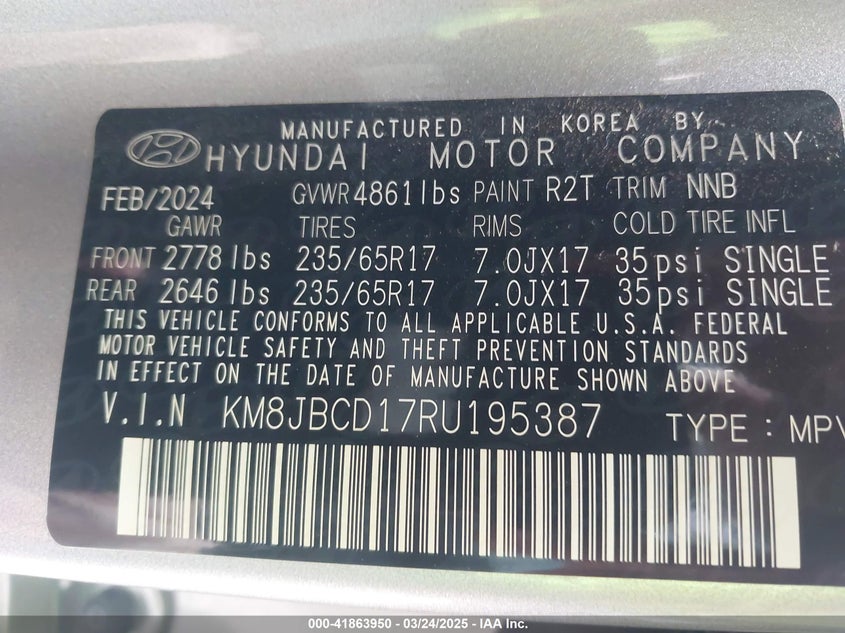 MANUFACTURED IN KOREA BY
HYUNDAI MOTOR COMPANY
FEB/2024 GVWR 4861lbs PAINT R2T TRIM NNB
GAWR TIRES RIMS COLD TIRE INFL
FRONT 2778 lbs 235/65R17 7.0JX17 35psi SINGLE
REAR 2646 lbs 235/65R17 7.0JX17 35psi SINGLE
THIS VEHICLE CONFORMS TO ALL APPLICABLE U.S.A. FEDERAL
MOTOR VEHICLE SAFETY AND THEFT PREVENTION STANDARDS
IN EFFECT ON THE DATE OF MANUFACTURE SHOWN ABOVE
V.I.N KM8JBCD17RU195387 TYPE : MPV
000-41863950 - 03/24/2025 - IAA Inc.